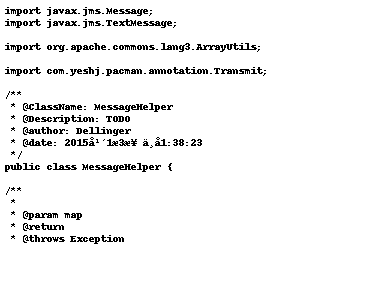 import javax.jms.Message;
import javax.jms.TextMessage;
import org.apache.commons.lang3.ArrayUtils;
import com.yeshj.pacman.annotation.Transmit;
/**
 * @ClassName: MessageHelper
 * @Description: TODO
 * @author: Dellinger
 * @date: 2015å¹´1æ3æ¥ ä¸å1:38:23
 */
public class MessageHelper {
/**
 *
 * @param map
 * @return
 * @throws Exception